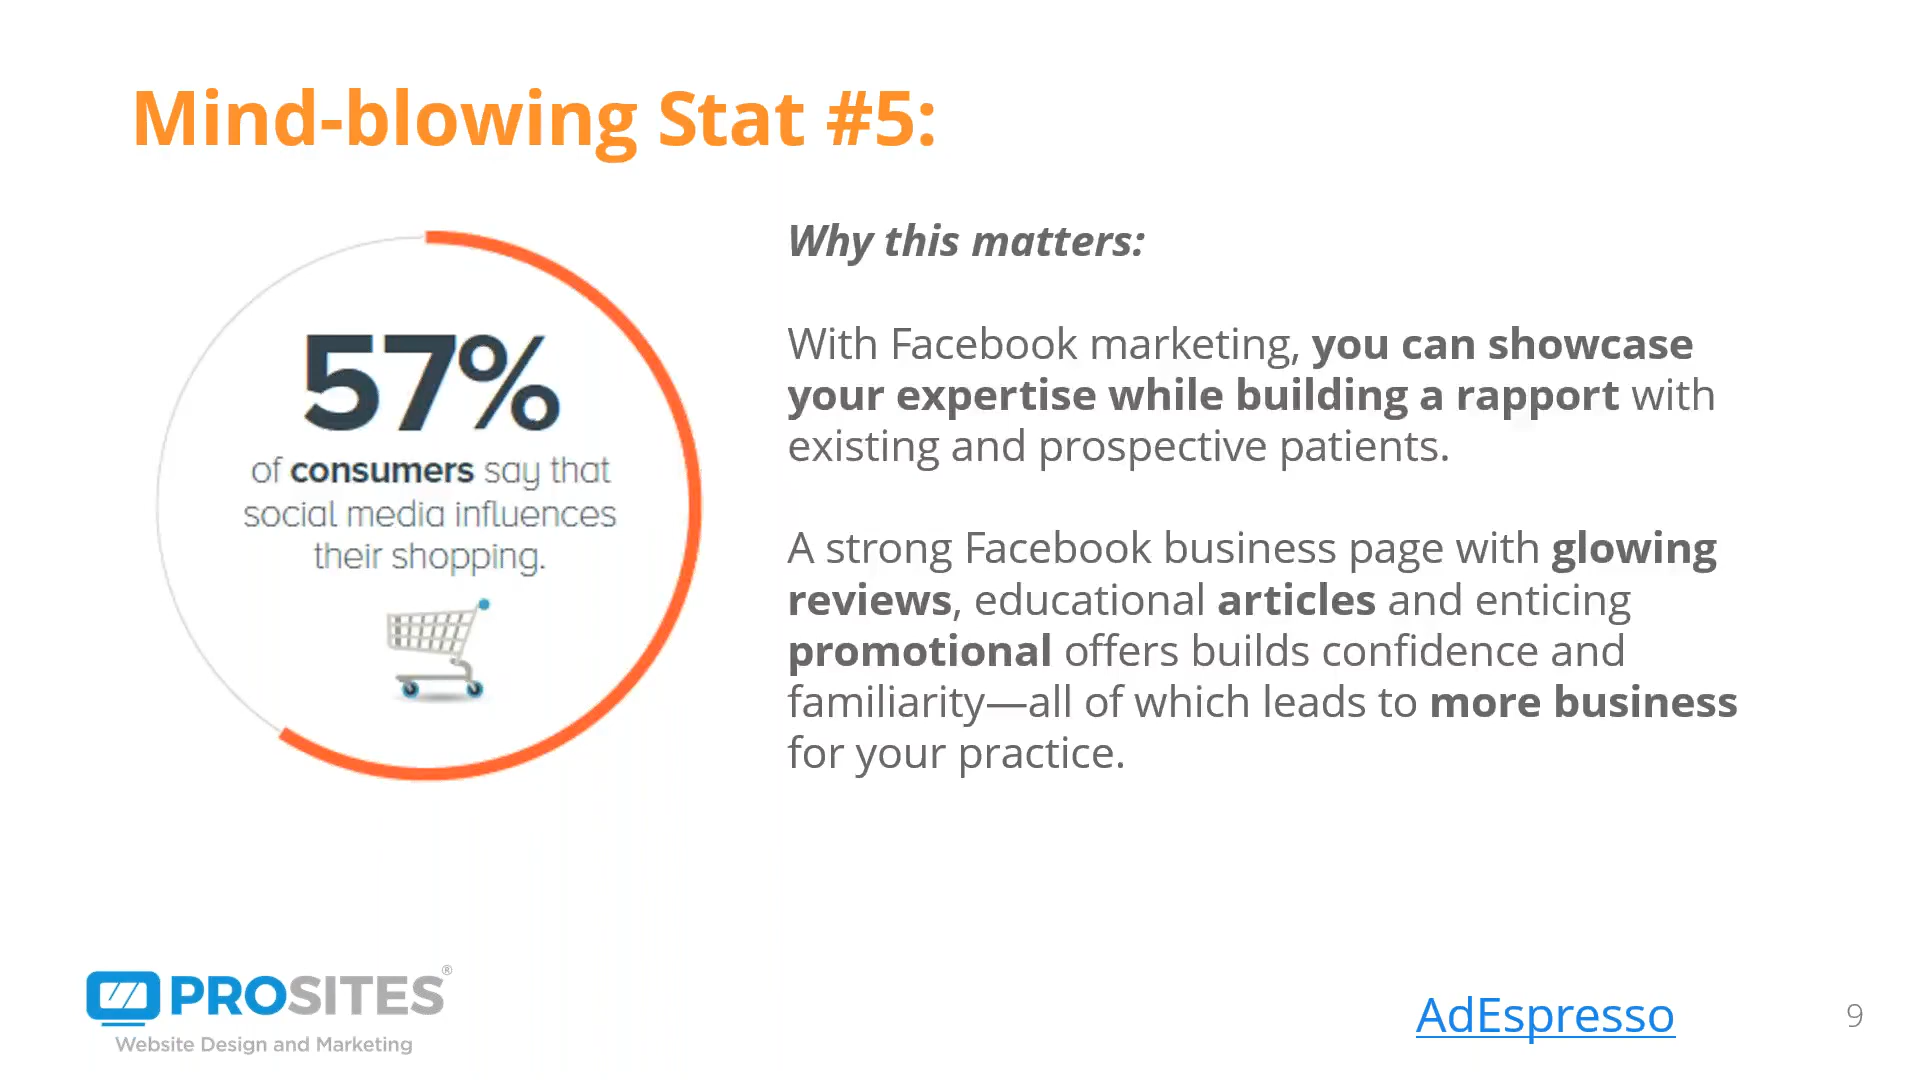 Mind-blowing Stat #5:
57%
of consumers say that
social media influences
their shopping.
Why this matters:
With Facebook marketing, you can showcase
your expertise while building a rapport with
existing and prospective patients.
A strong Facebook business page with glowing
reviews, educational articles and enticing
promotional offers builds confidence and
familiarity—all of which leads to more business
for your practice.
PROSITES®
Website Design and Marketing
AdEspresso
9